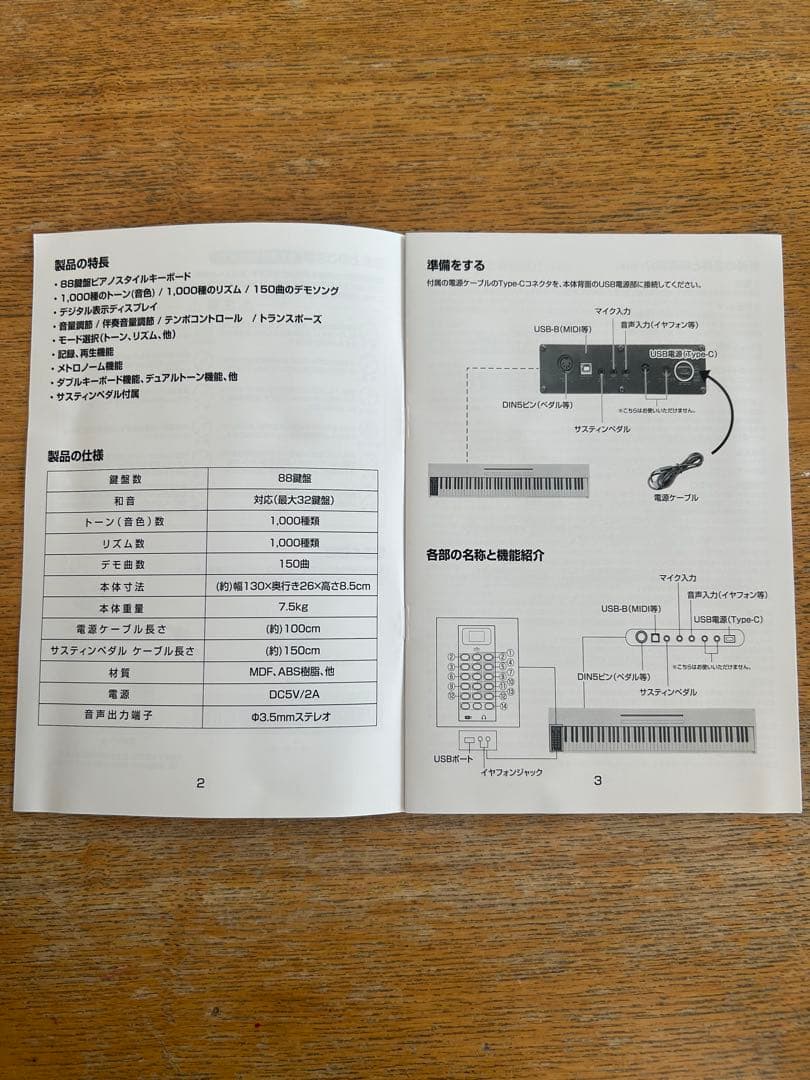 製品の特長
・88鍵盤ピアノスタイルキーボード
・1,000種のトーン(音色) / 1,000種のリズム / 150曲のデモソング
・デジタル表示ディスプレイ
・音量調節 / 伴奏音量調節 / テンポコントロール / トランスポーズ
・モード選択(トーン、リズム、他)
・記録、再生機能
・メトロノーム機能
・ダブルキーボード機能、デュアルトーン機能、他
・サスティンペダル付属
製品の仕様
鍵盤数 88鍵盤
和音 対応(最大32鍵盤)
トーン(音色)数 1,000種類
リズム数 1,000種類
デモ曲数 150曲
本体寸法 (約)幅130×奥行き26×高さ8.5cm
本体重量 7.5kg
電源ケーブル長さ (約)100cm
サスティンペダル ケーブル長さ (約)150cm
材質 MDF、ABS樹脂、他
電源 DC5V/2A
音声出力端子 Φ3.5mmステレオ
2
準備をする
付属の電源ケーブルのType-Cコネクタを、本体背面のUSB電源部に接続してください。
マイク入力
USB-B(MIDI等)
音声入力(イヤフォン等)
USB電源(Type-C)
DIN5ピン(ペダル等)
※こちらはお使いいただけません。
サスティンペダル
電源ケーブル
各部の名称と機能紹介
マイク入力
音声入力(イヤフォン等)
USB-B(MIDI等)
USB電源(Type-C)
※こちらはお使いいただけません。
DIN5ピン(ペダル等)
サスティンペダル
USBポート
イヤフォンジャック
3